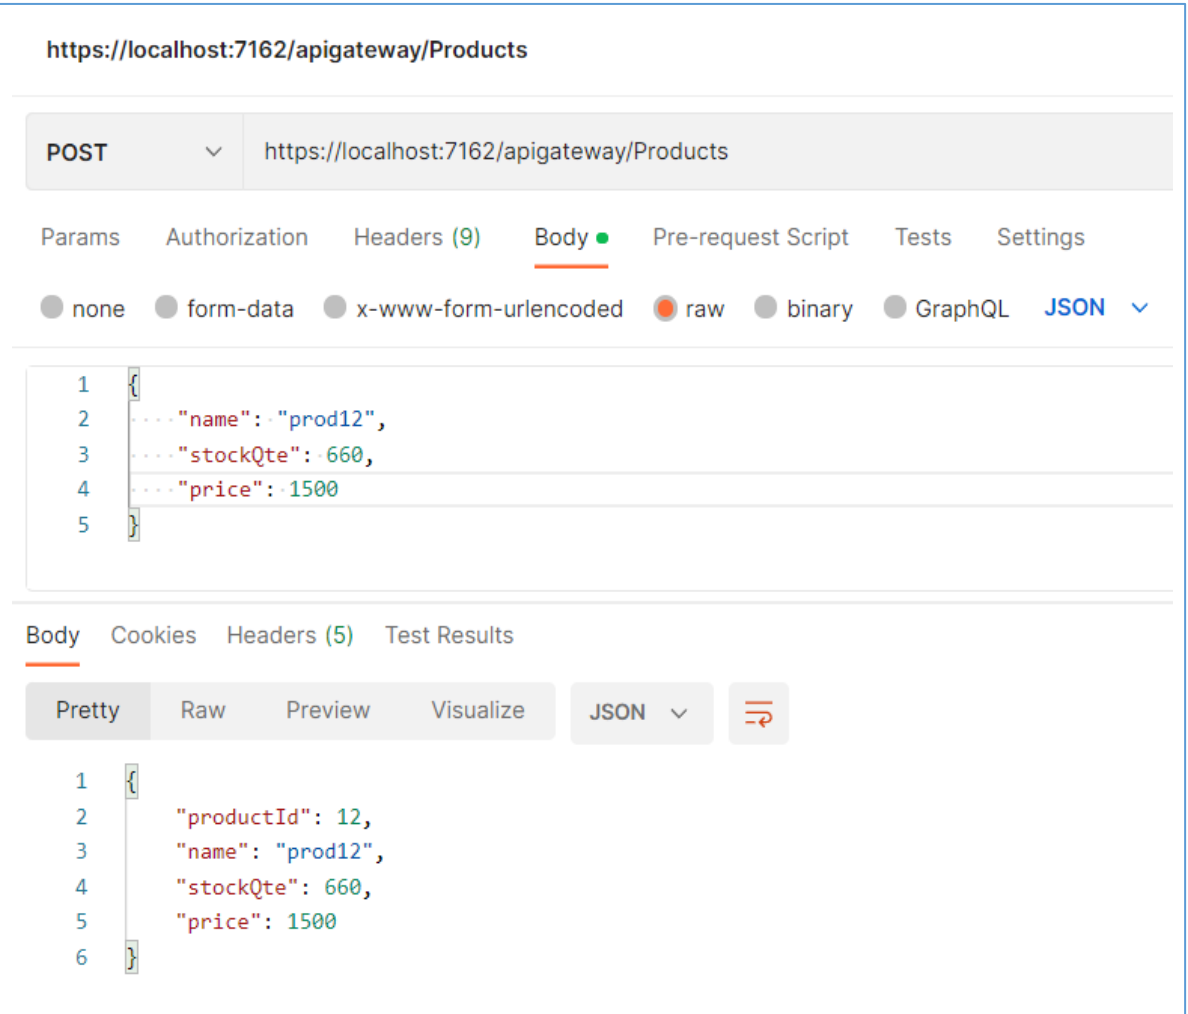 https://localhost:7162/apigateway/Products
POST https://localhost:7162/apigateway/Products
Params Authorization Headers (9) Body Pre-request Script Tests Settings
none form-data x-www-form-urlencoded raw binary GraphQL JSON
1 {
2 "name": "prod12",
3 "stockQte": 660,
4 "price": 1500
5 }
Body Cookies Headers (5) Test Results
Pretty Raw Preview Visualize JSON
1 {
2 "productId": 12,
3 "name": "prod12",
4 "stockQte": 660,
5 "price": 1500
6 }